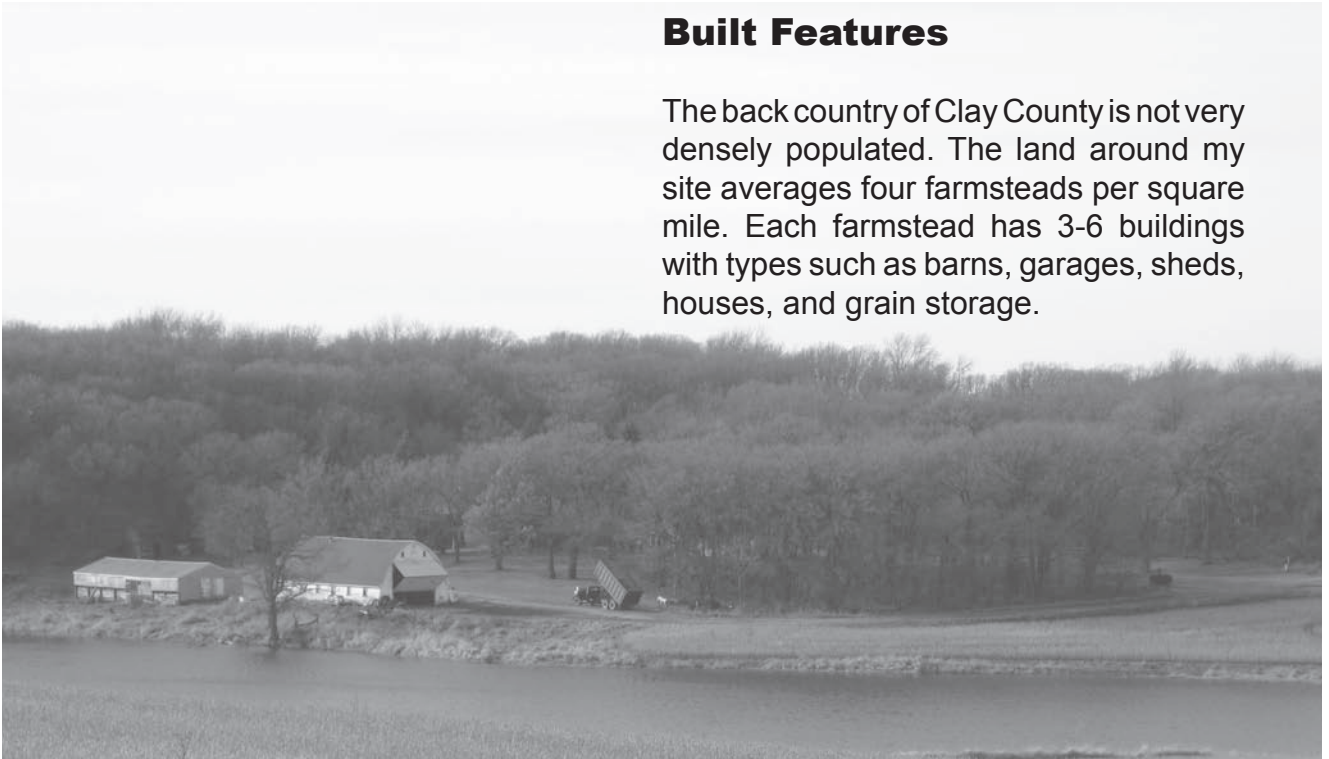 Built Features
The back country of Clay County is not very
densely populated. The land around my
site averages four farmsteads per square
mile. Each farmstead has 3-6 buildings
with types such as barns, garages, sheds,
houses, and grain storage.